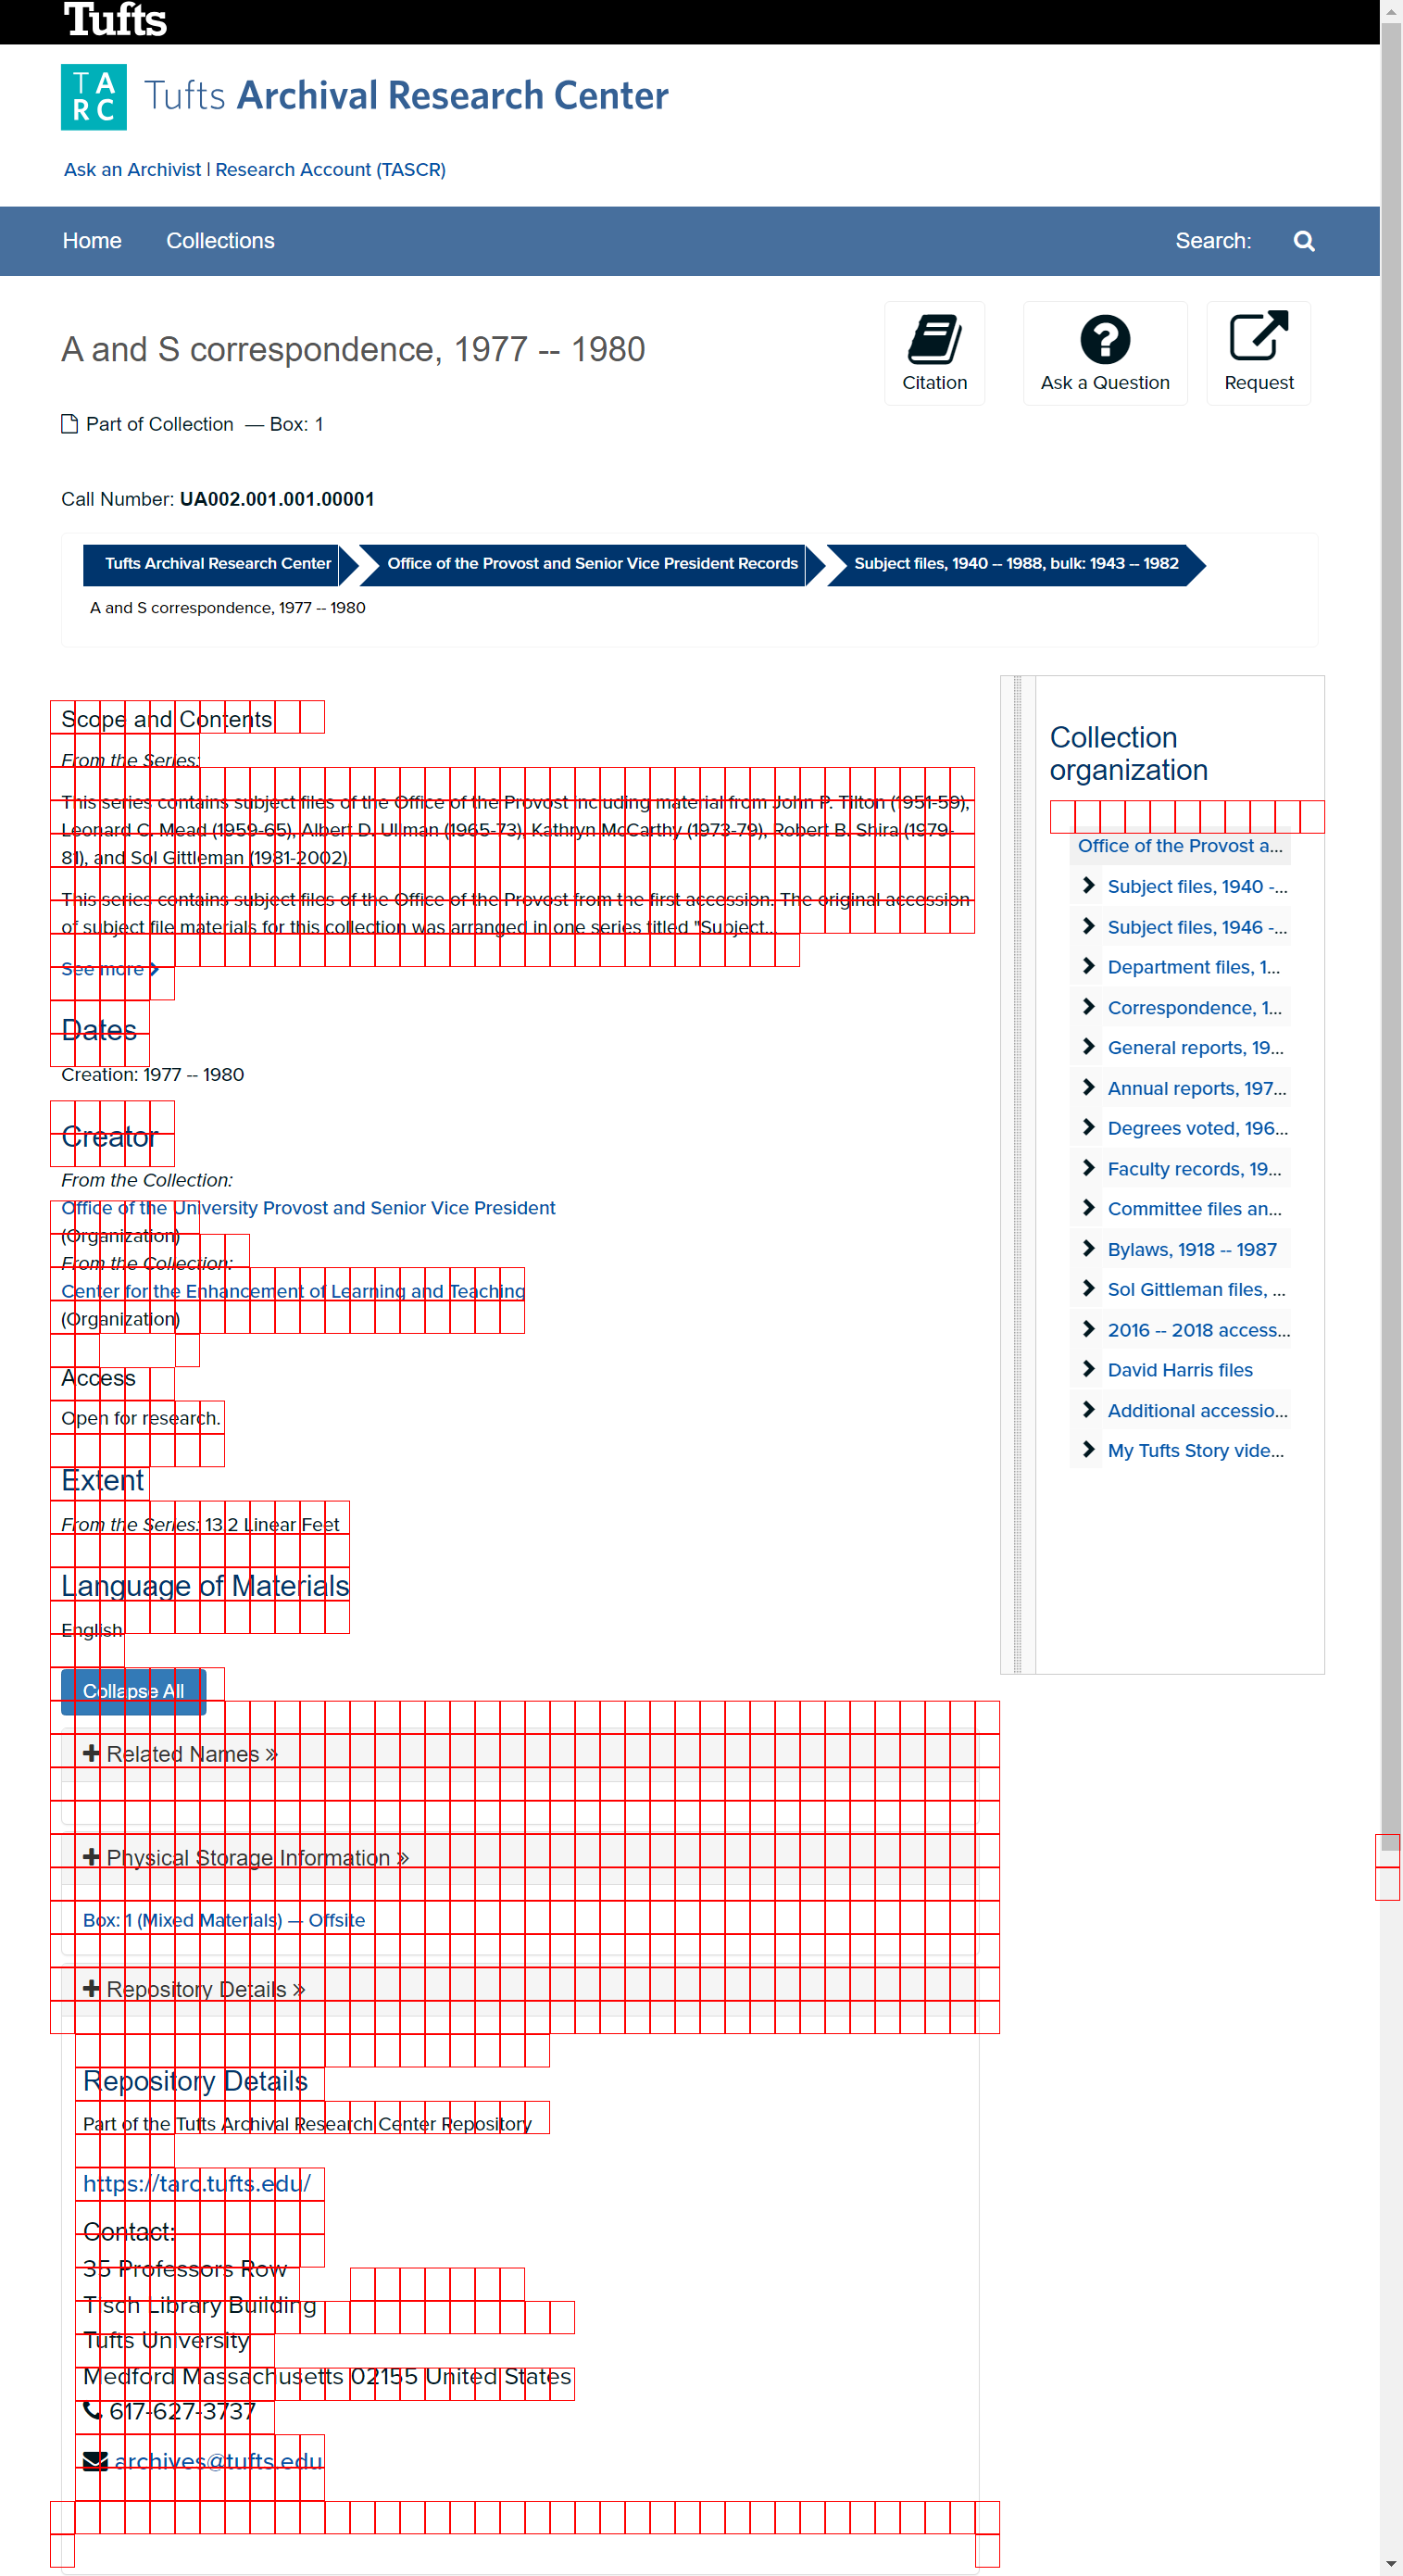 Tufts
TA
RC
Tufts Archival Research Center
Ask an Archivist | Research Account (TASCR)
Home Collections Search:
A and S correspondence, 1977 -- 1980
Citation
Ask a Question
Request
Part of Collection — Box: 1
Call Number: UA002.001.001.00001
Tufts Archival Research Center
Office of the Provost and Senior Vice President Records
Subject files, 1940 -- 1988, bulk: 1943 -- 1982
A and S correspondence, 1977 -- 1980
Scope and Contents
From the Series:
This series contains subject files of the Office of the Provost including material from John P. Tilton (1951-59),
Leonard C. Mead (1959-65), Albert D. Ullman (1965-73), Kathryn McCarthy (1973-79), Robert B. Shira (1979-
81), and Sol Gittleman (1981-2002).
This series contains subject files of the Office of the Provost from the first accession. The original accession
of subject file materials for this collection was arranged in one series titled "Subject...
See more
Dates
Creation: 1977 -- 1980
Creator
From the Collection:
Office of the University Provost and Senior Vice President
(Organization)
From the Collection:
Center for the Enhancement of Learning and Teaching
(Organization)
Access
Open for research.
Extent
From the Series: 13.2 Linear Feet
Language of Materials
English
Collapse All
Related Names »
Physical Storage Information »
Box: 1 (Mixed Materials) — Offsite
Repository Details »
Repository Details
Part of the Tufts Archival Research Center Repository
https://tarc.tufts.edu/
Contact:
35 Professors Row
Tisch Library Building
Tufts University
Medford Massachusetts 02155 United States
617-627-3737
archives@tufts.edu
Collection
organization
Office of the Provost a...
Subject files, 1940 -...
Subject files, 1946 -...
Department files, 1...
Correspondence, 1...
General reports, 19...
Annual reports, 197...
Degrees voted, 196...
Faculty records, 19...
Committee files an...
Bylaws, 1918 -- 1987
Sol Gittleman files, ...
2016 -- 2018 access...
David Harris files
Additional accessio...
My Tufts Story vide...